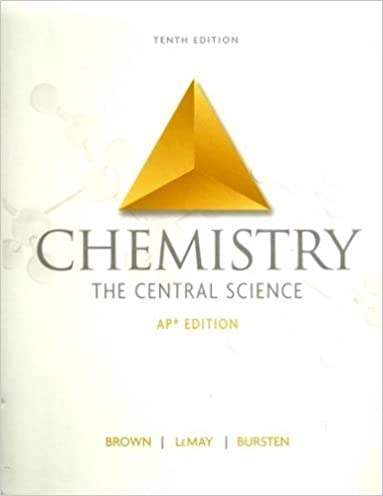 TENTH EDITION
CHEMISTRY
THE CENTRAL SCIENCE
AP* EDITION
BROWN | LEMAY | BURSTEN